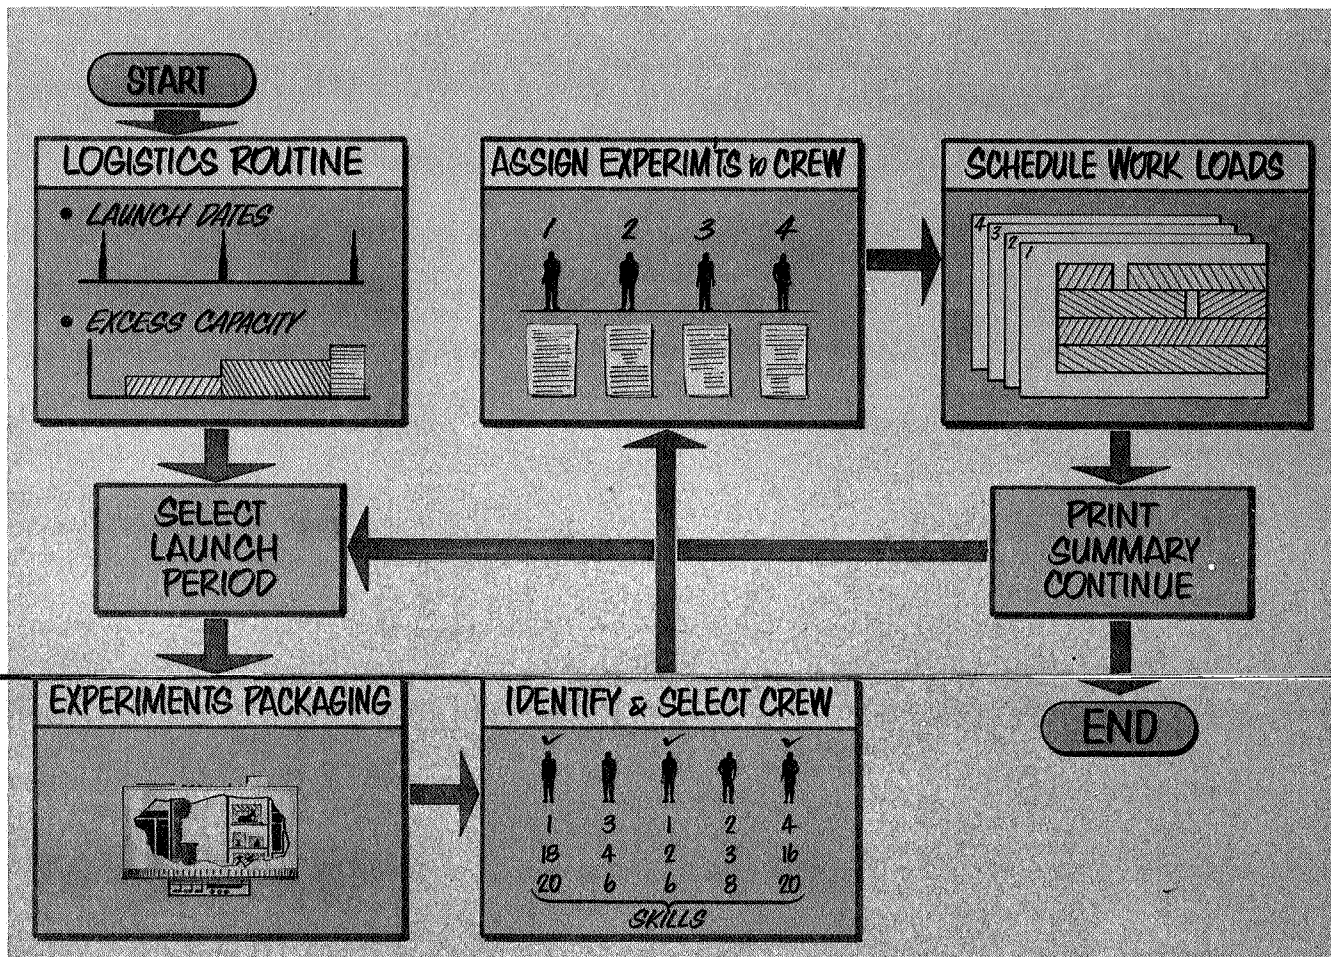 START
LOGISTICS ROUTINE
• LAUNCH DATES
• EXCESS CAPACITY
SELECT
LAUNCH
PERIOD
EXPERIMENTS PACKAGING
IDENTIFY & SELECT CREW
1 3 1 2 4
18 4 2 3 16
20 6 6 8 20
SKILLS
ASSIGN EXPERIM'TS to CREW
1 2 3 4
SCHEDULE WORK LOADS
4
3
2
1
PRINT
SUMMARY
CONTINUE
END